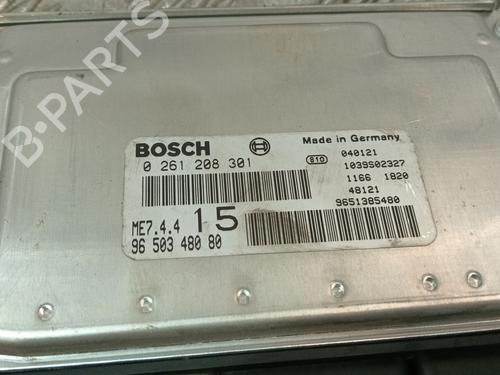 BOSCH
Made in Germany
0 261 208 301
810 040121
1039S02327
1166 1820
48121
9651385480
ME7.4.4 15
96 503 480 80
B-PARTS